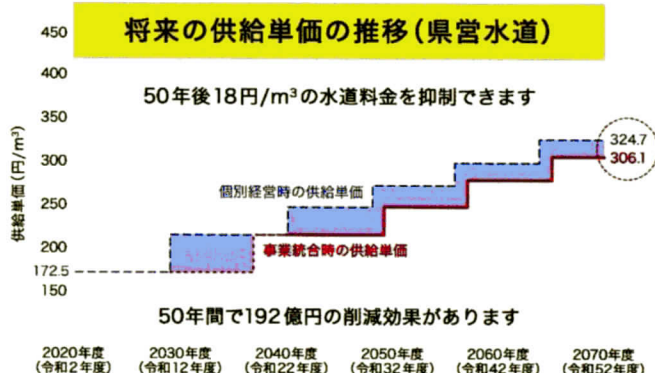 将来の供給単価の推移(県営水道)
50年後18円/m³の水道料金を抑制できます
供給単価(円/m³)
450
400
350
300
250
200
172.5
150
324.7
306.1
個別経営時の供給単価
事業統合時の供給単価
50年間で192億円の削減効果があります
2020年度 2030年度 2040年度 2050年度 2060年度 2070年度
(令和2年度) (令和12年度) (令和22年度) (令和32年度) (令和42年度) (令和52年度)